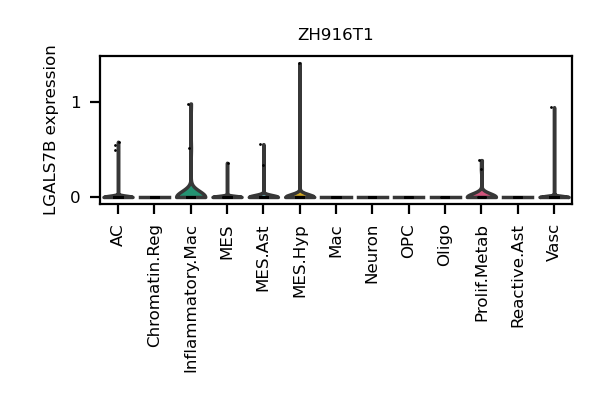 ZH916T1
LGALS7B expression
1
0
AC
Chromatin.Reg
Inflammatory.Mac
MES
MES.Ast
MES.Hyp
Mac
Neuron
OPC
Oligo
Prolif.Metab
Reactive.Ast
Vasc